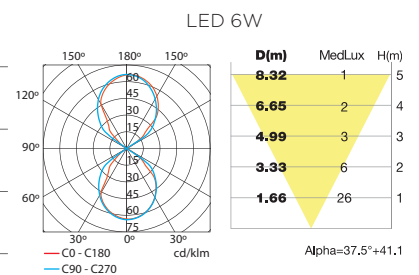 LED 6W
150º 180º 150º
120º
90º
60º
60
45
30
15
15
30
45
60
75
30º 0º 30º
cd/klm
C0 - C180
C90 - C270
D(m) MedLux H(m)
8.32 1 5
6.65 2 4
4.99 3 3
3.33 6 2
1.66 26 1
Alpha=37.5°+41.1